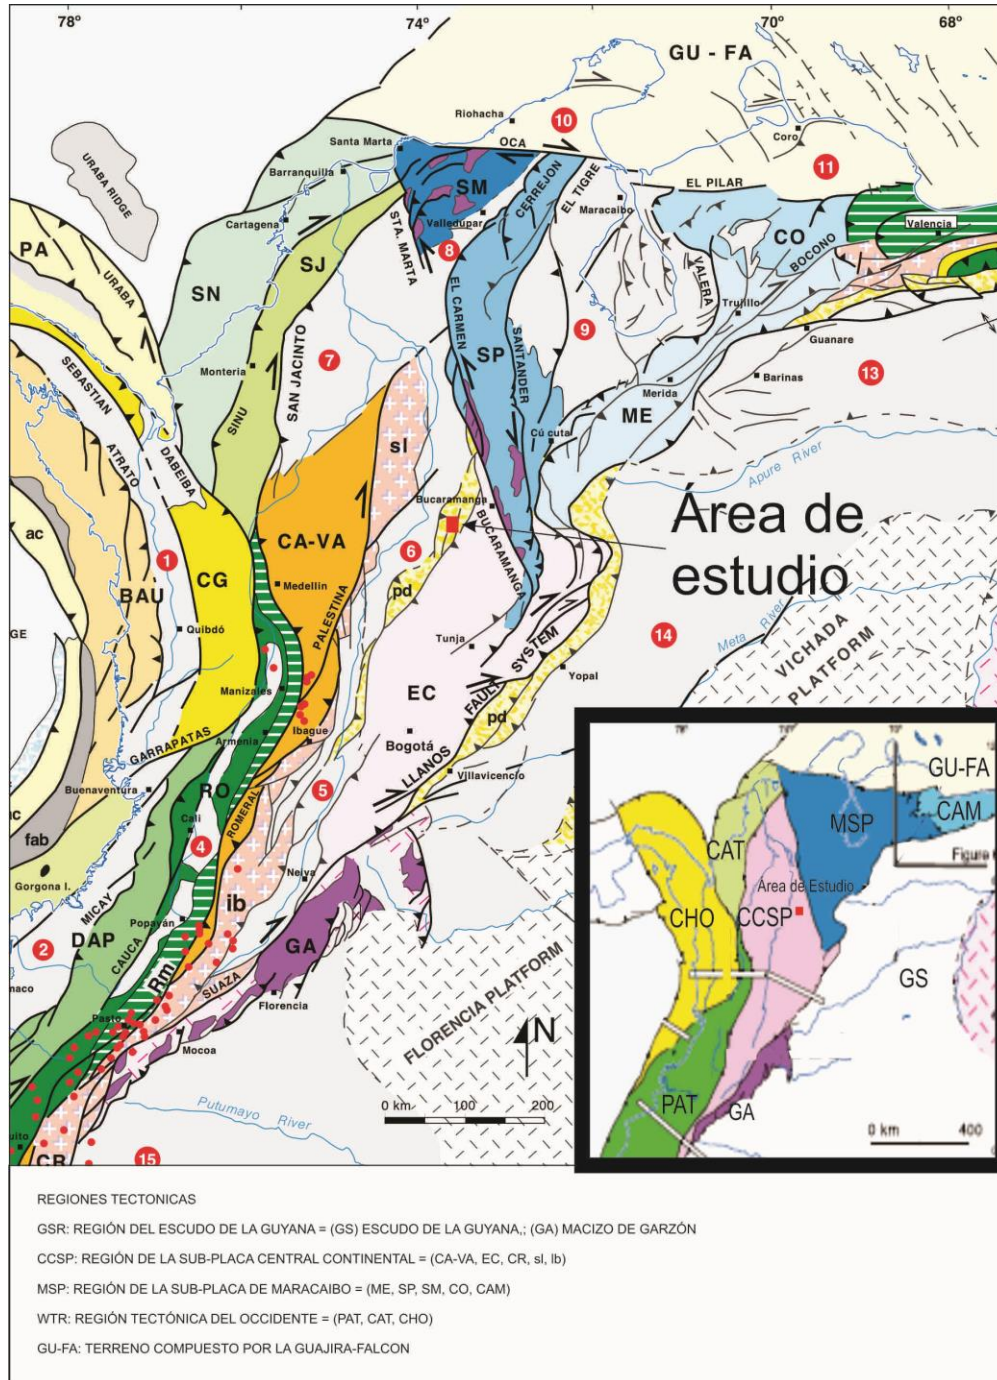 78°
74°
70°
68°
GU - FA
Riohacha
10
Coro
Santa Marta
OCA
11
URABA RIDGE
Barranquilla
SM
CERREJON
EL TIGRE
EL PILAR
Maracaibo
Cartagena
STA. MARTA
Valledupar
CO
Valencia
PA
URABA
SJ
8
BOCONO
SN
EL CARMEN
VALERA
Trujillo
SAN JACINTO
7
SP
SANTANDER
9
Guanare
SEBASTIAN
Monteria
13
Barinas
SINU
Merida
ME
ATRATO
DABEIBA
sl
Cú cuta
Apure River
Bucaramanga
Área de
estudio
ac
1
CG
CA-VA
6
BUCARAMANGA
BAU
Medellin
pd
GE
Quibdó
PALESTINA
Tunja
SYSTEM
14
Meta River
VICHADA
PLATFORM
Manizales
EC
Yopal
FAULT
pd
Ibague
GARRAPATAS
Armenia
Bogotá
LLANOS
Buenaventura
RO
5
Villavicencio
c
fab
Cali
ROMERAL
4
Gorgona I.
Neiva
MICAY
ib
2
DAP
Popayán
GA
CAUCA
maco
Rm
SUAZA
Florencia
FLORENCIA PLATFORM
Pasto
Mocoa
N
0 km
100
200
Putumayo River
uito
CR
15
78°
74°
70°
GU-FA
MSP
CAM
CAT
Figure
Area de Estudio
CHO
CCSP
GS
PAT
GA
0 km
400
REGIONES TECTONICAS
GSR: REGIÓN DEL ESCUDO DE LA GUYANA = (GS) ESCUDO DE LA GUYANA,; (GA) MACIZO DE GARZÓN
CCSP: REGIÓN DE LA SUB-PLACA CENTRAL CONTINENTAL = (CA-VA, EC, CR, sl, Ib)
MSP: REGIÓN DE LA SUB-PLACA DE MARACAIBO = (ME, SP, SM, CO, CAM)
WTR: REGIÓN TECTÓNICA DEL OCCIDENTE = (PAT, CAT, CHO)
GU-FA: TERRENO COMPUESTO POR LA GUAJIRA-FALCON